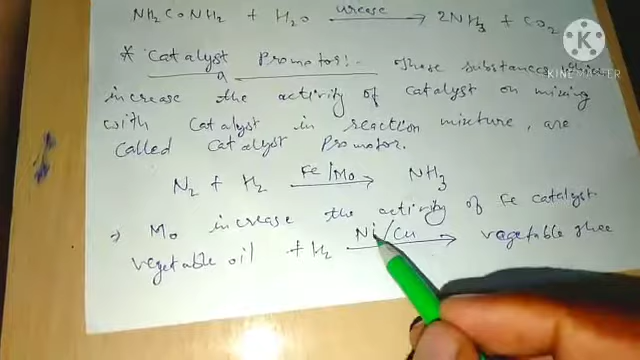 NH₂CONH₂ + H₂O urease → 2NH₃ + CO₂
* Catalyst Promotor:- Those substances which
increase the activity of catalyst on mixing
with catalyst in reaction mixture, are
called Catalyst Promotor.
N₂ + H₂ Fe/Mo → NH₃
⇒ Mo increase the activity of Fe catalyst
vegetable oil + H₂ Ni/Cu → vegetable ghee
KINEMASTER